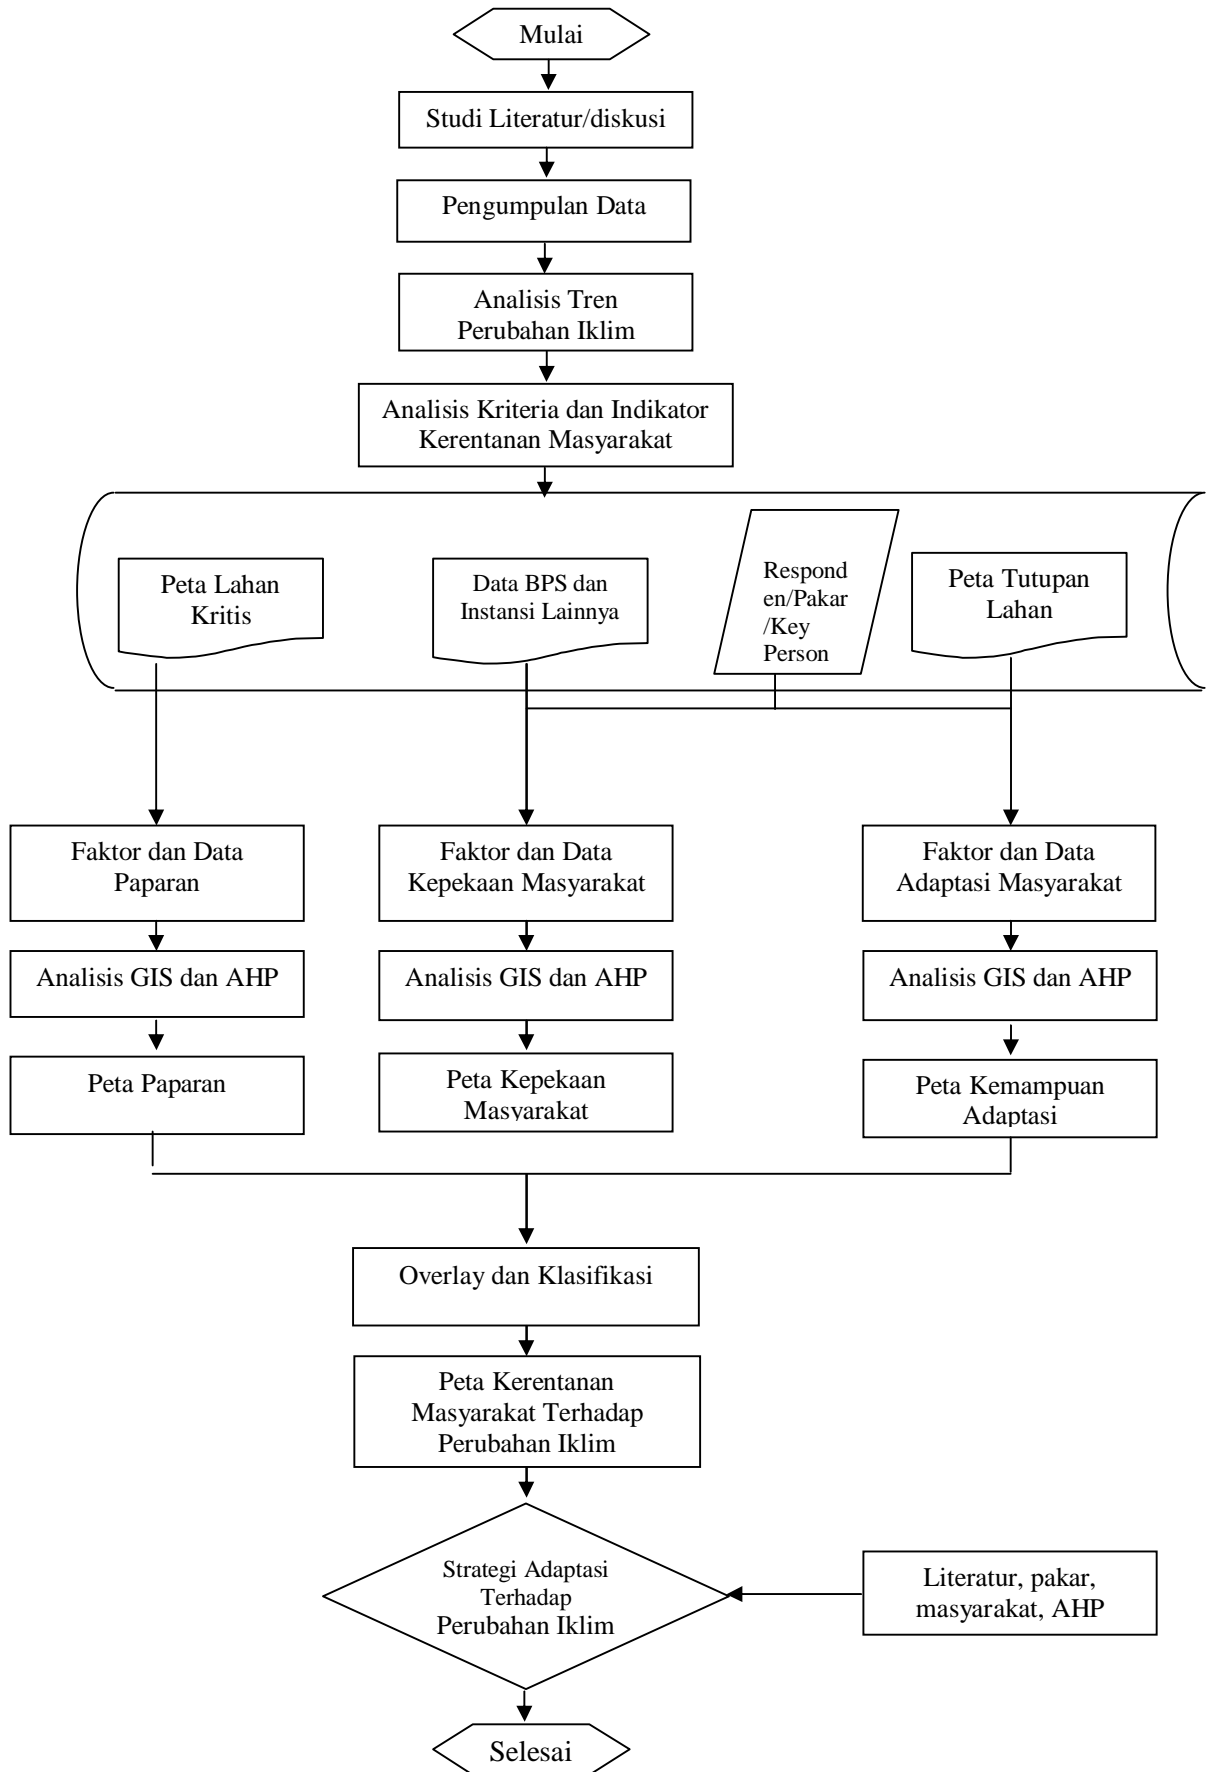 Mulai
Studi Literatur/diskusi
Pengumpulan Data
Analisis Tren
Perubahan Iklim
Analisis Kriteria dan Indikator
Kerentanan Masyarakat
Peta Lahan
Kritis
Data BPS dan
Instansi Lainnya
Respond
en/Pakar
/Key
Person
Peta Tutupan
Lahan
Faktor dan Data
Paparan
Faktor dan Data
Kepekaan Masyarakat
Faktor dan Data
Adaptasi Masyarakat
Analisis GIS dan AHP
Analisis GIS dan AHP
Analisis GIS dan AHP
Peta Paparan
Peta Kepekaan
Masyarakat
Peta Kemampuan
Adaptasi
Overlay dan Klasifikasi
Peta Kerentanan
Masyarakat Terhadap
Perubahan Iklim
Strategi Adaptasi
Terhadap
Perubahan Iklim
Literatur, pakar,
masyarakat, AHP
Selesai